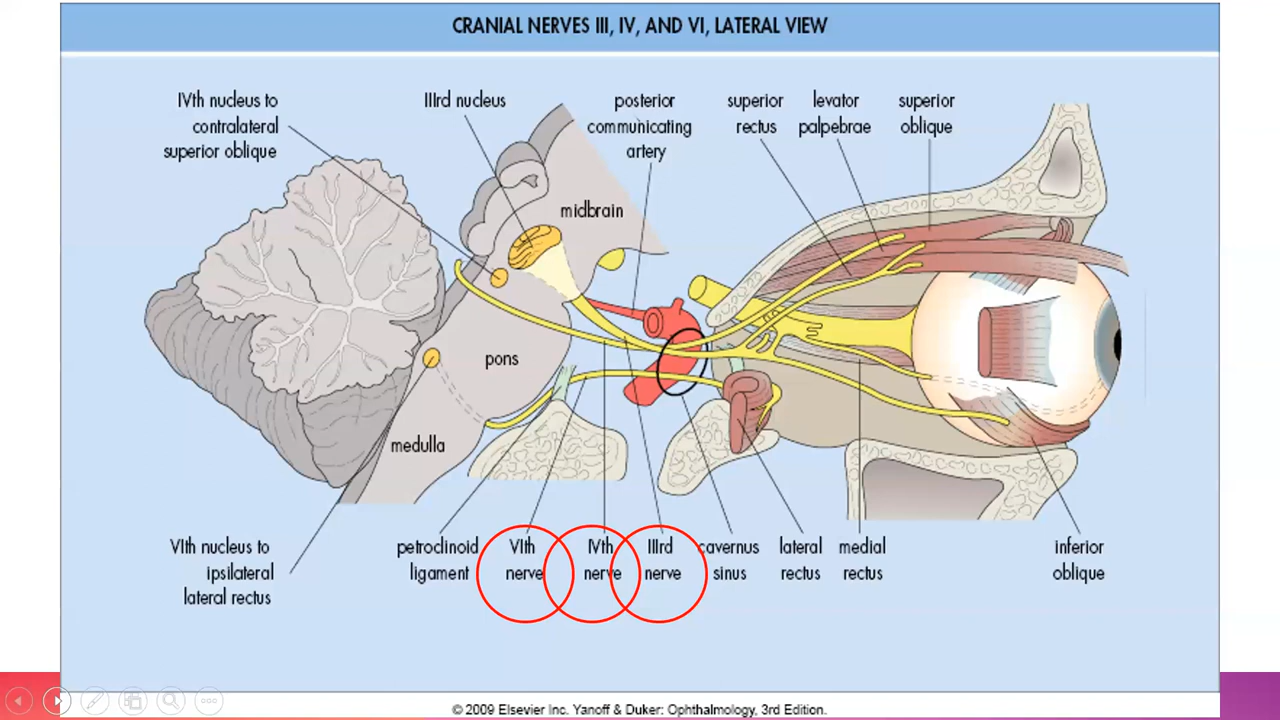 CRANIAL NERVES III, IV, AND VI, LATERAL VIEW
IVth nucleus to
contralateral
superior oblique
IIIrd nucleus
posterior
communicating
artery
superior
rectus
levator
palpebrae
superior
oblique
midbrain
pons
medulla
VIth nucleus to
ipsilateral
lateral rectus
petroclinoid
ligament
VIth
nerve
IVth
nerve
IIIrd
nerve
cavernus
sinus
lateral
rectus
medial
rectus
inferior
oblique
© 2009 Elsevier Inc. Yanoff & Duker: Ophthalmology, 3rd Edition.